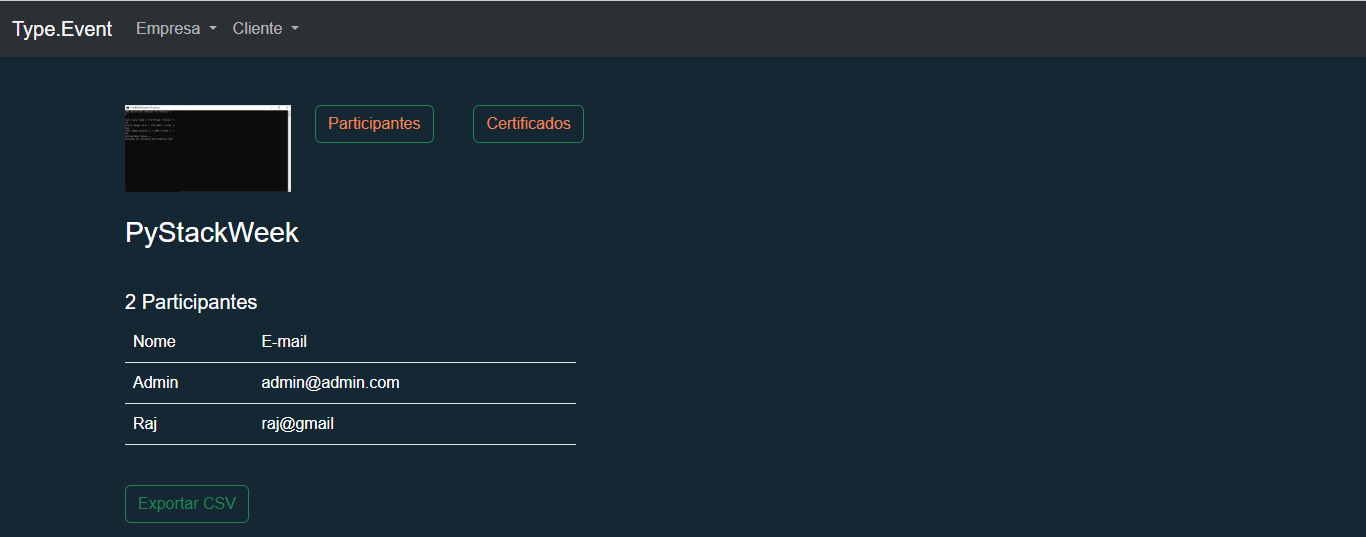 Type.Event Empresa Cliente
Participantes Certificados
PyStackWeek
2 Participantes
Nome E-mail
Admin admin@admin.com
Raj raj@gmail
Exportar CSV